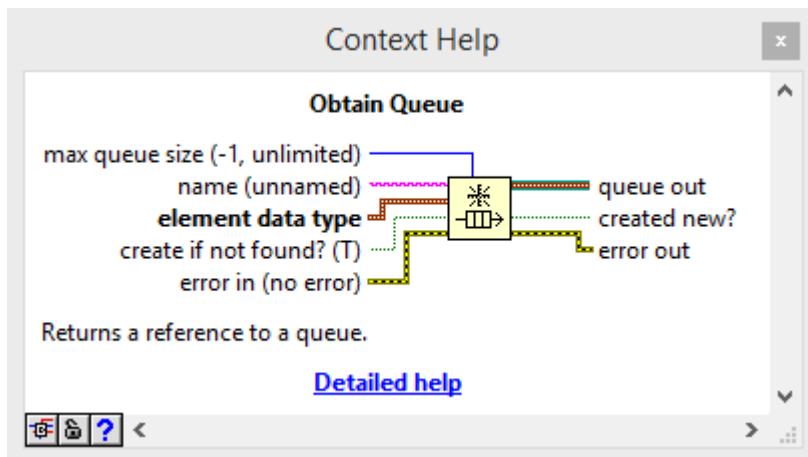 Context Help
x
Obtain Queue
max queue size (-1, unlimited)
name (unnamed)
element data type
create if not found? (T)
error in (no error)
queue out
created new?
error out
Returns a reference to a queue.
Detailed help
?